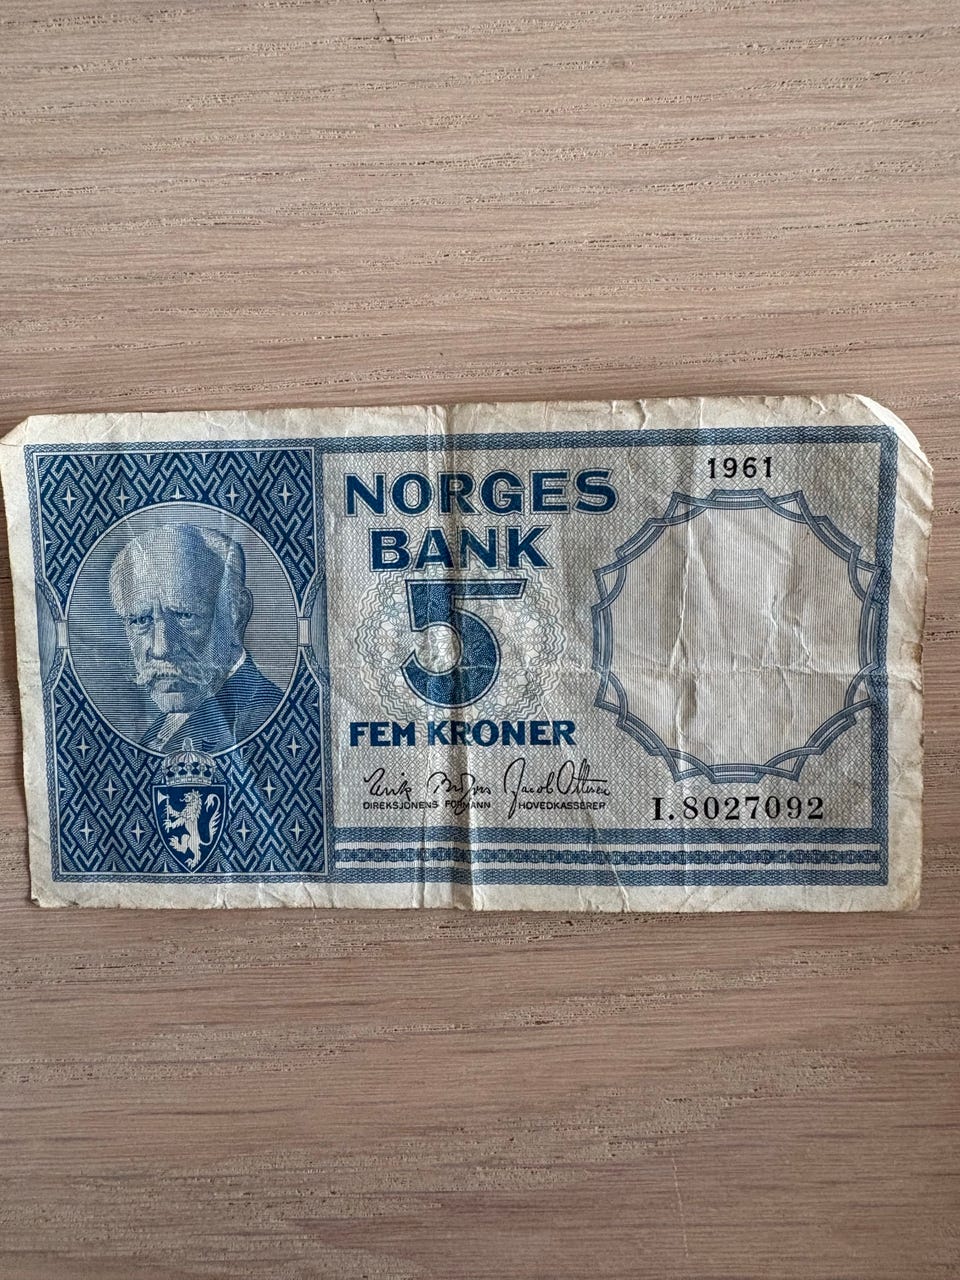 1961
NORGES
BANK
5
FEM KRONER
DIREKSJONENS FORMANN HOVEDKASSERER
I.8027092